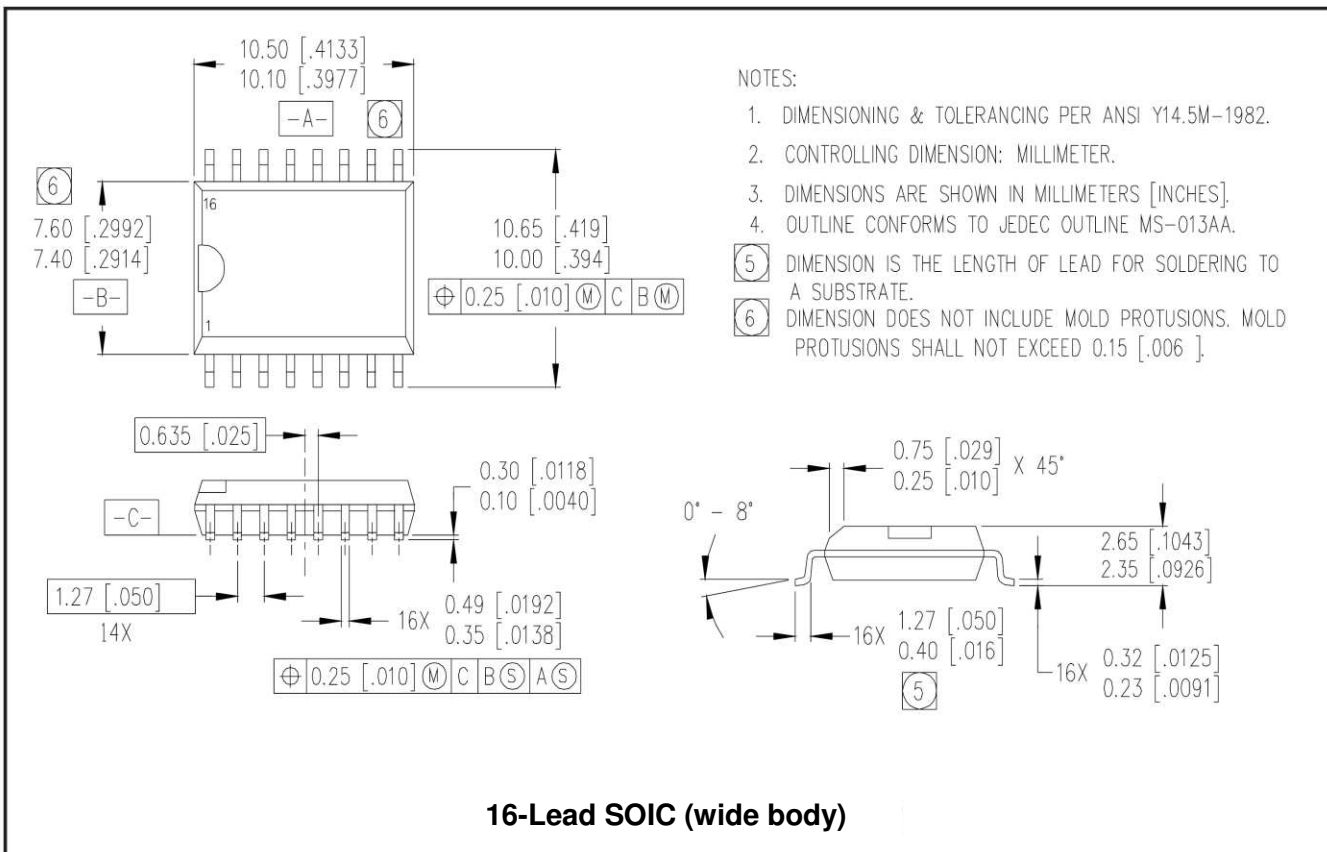 10.50 [.4133]
10.10 [.3977]
-A-
6
6
7.60 [.2992]
7.40 [.2914]
-B-
16
1
10.65 [.419]
10.00 [.394]
⌖ 0.25 [.010] Ⓜ C B Ⓜ
NOTES:
1. DIMENSIONING & TOLERANCING PER ANSI Y14.5M-1982.
2. CONTROLLING DIMENSION: MILLIMETER.
3. DIMENSIONS ARE SHOWN IN MILLIMETERS [INCHES].
4. OUTLINE CONFORMS TO JEDEC OUTLINE MS-013AA.
5 DIMENSION IS THE LENGTH OF LEAD FOR SOLDERING TO
A SUBSTRATE.
6 DIMENSION DOES NOT INCLUDE MOLD PROTUSIONS. MOLD
PROTUSIONS SHALL NOT EXCEED 0.15 [.006 ].
0.635 [.025]
0.30 [.0118]
0.10 [.0040]
-C-
1.27 [.050]
14X
16X 0.49 [.0192]
0.35 [.0138]
⌖ 0.25 [.010] Ⓜ C B Ⓢ A Ⓢ
0.75 [.029]
0.25 [.010] X 45°
0° - 8°
2.65 [.1043]
2.35 [.0926]
16X 1.27 [.050]
0.40 [.016]
5
16X 0.32 [.0125]
0.23 [.0091]
16-Lead SOIC (wide body)